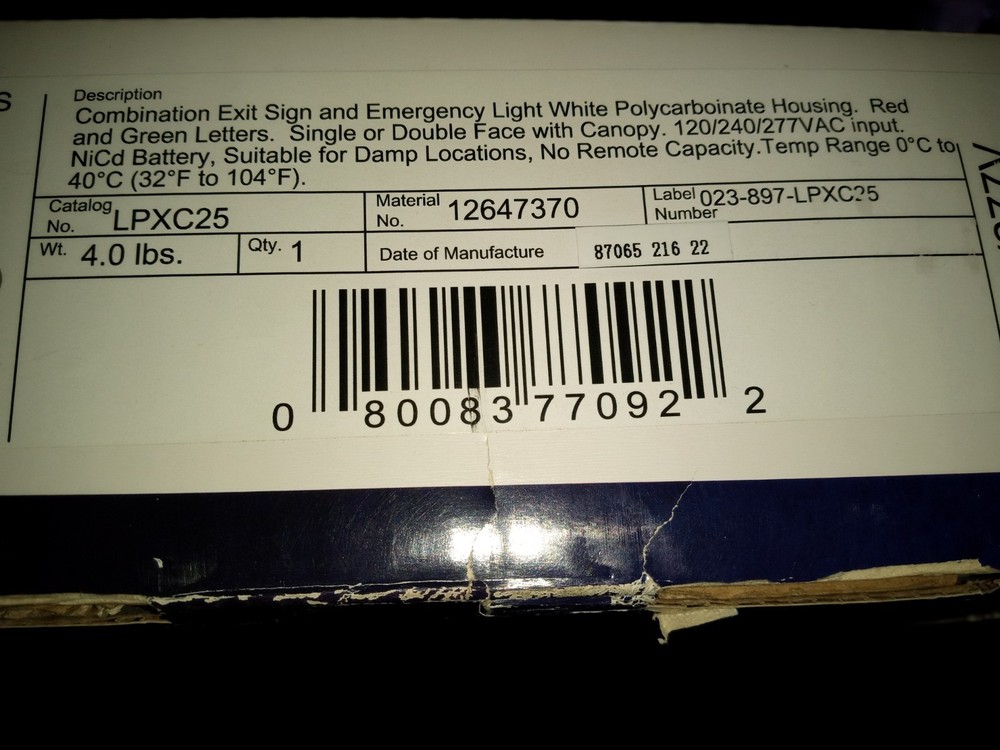 Description
Combination Exit Sign and Emergency Light White Polycarboinate Housing. Red
and Green Letters. Single or Double Face with Canopy. 120/240/277VAC input.
NiCd Battery, Suitable for Damp Locations, No Remote Capacity.Temp Range 0°C to
40°C (32°F to 104°F).
Catalog No. LPXC25
Material No. 12647370
Label Number 023-897-LPXC25
Wt. 4.0 lbs.
Qty. 1
Date of Manufacture 87065 216 22
0 80083 77092 2